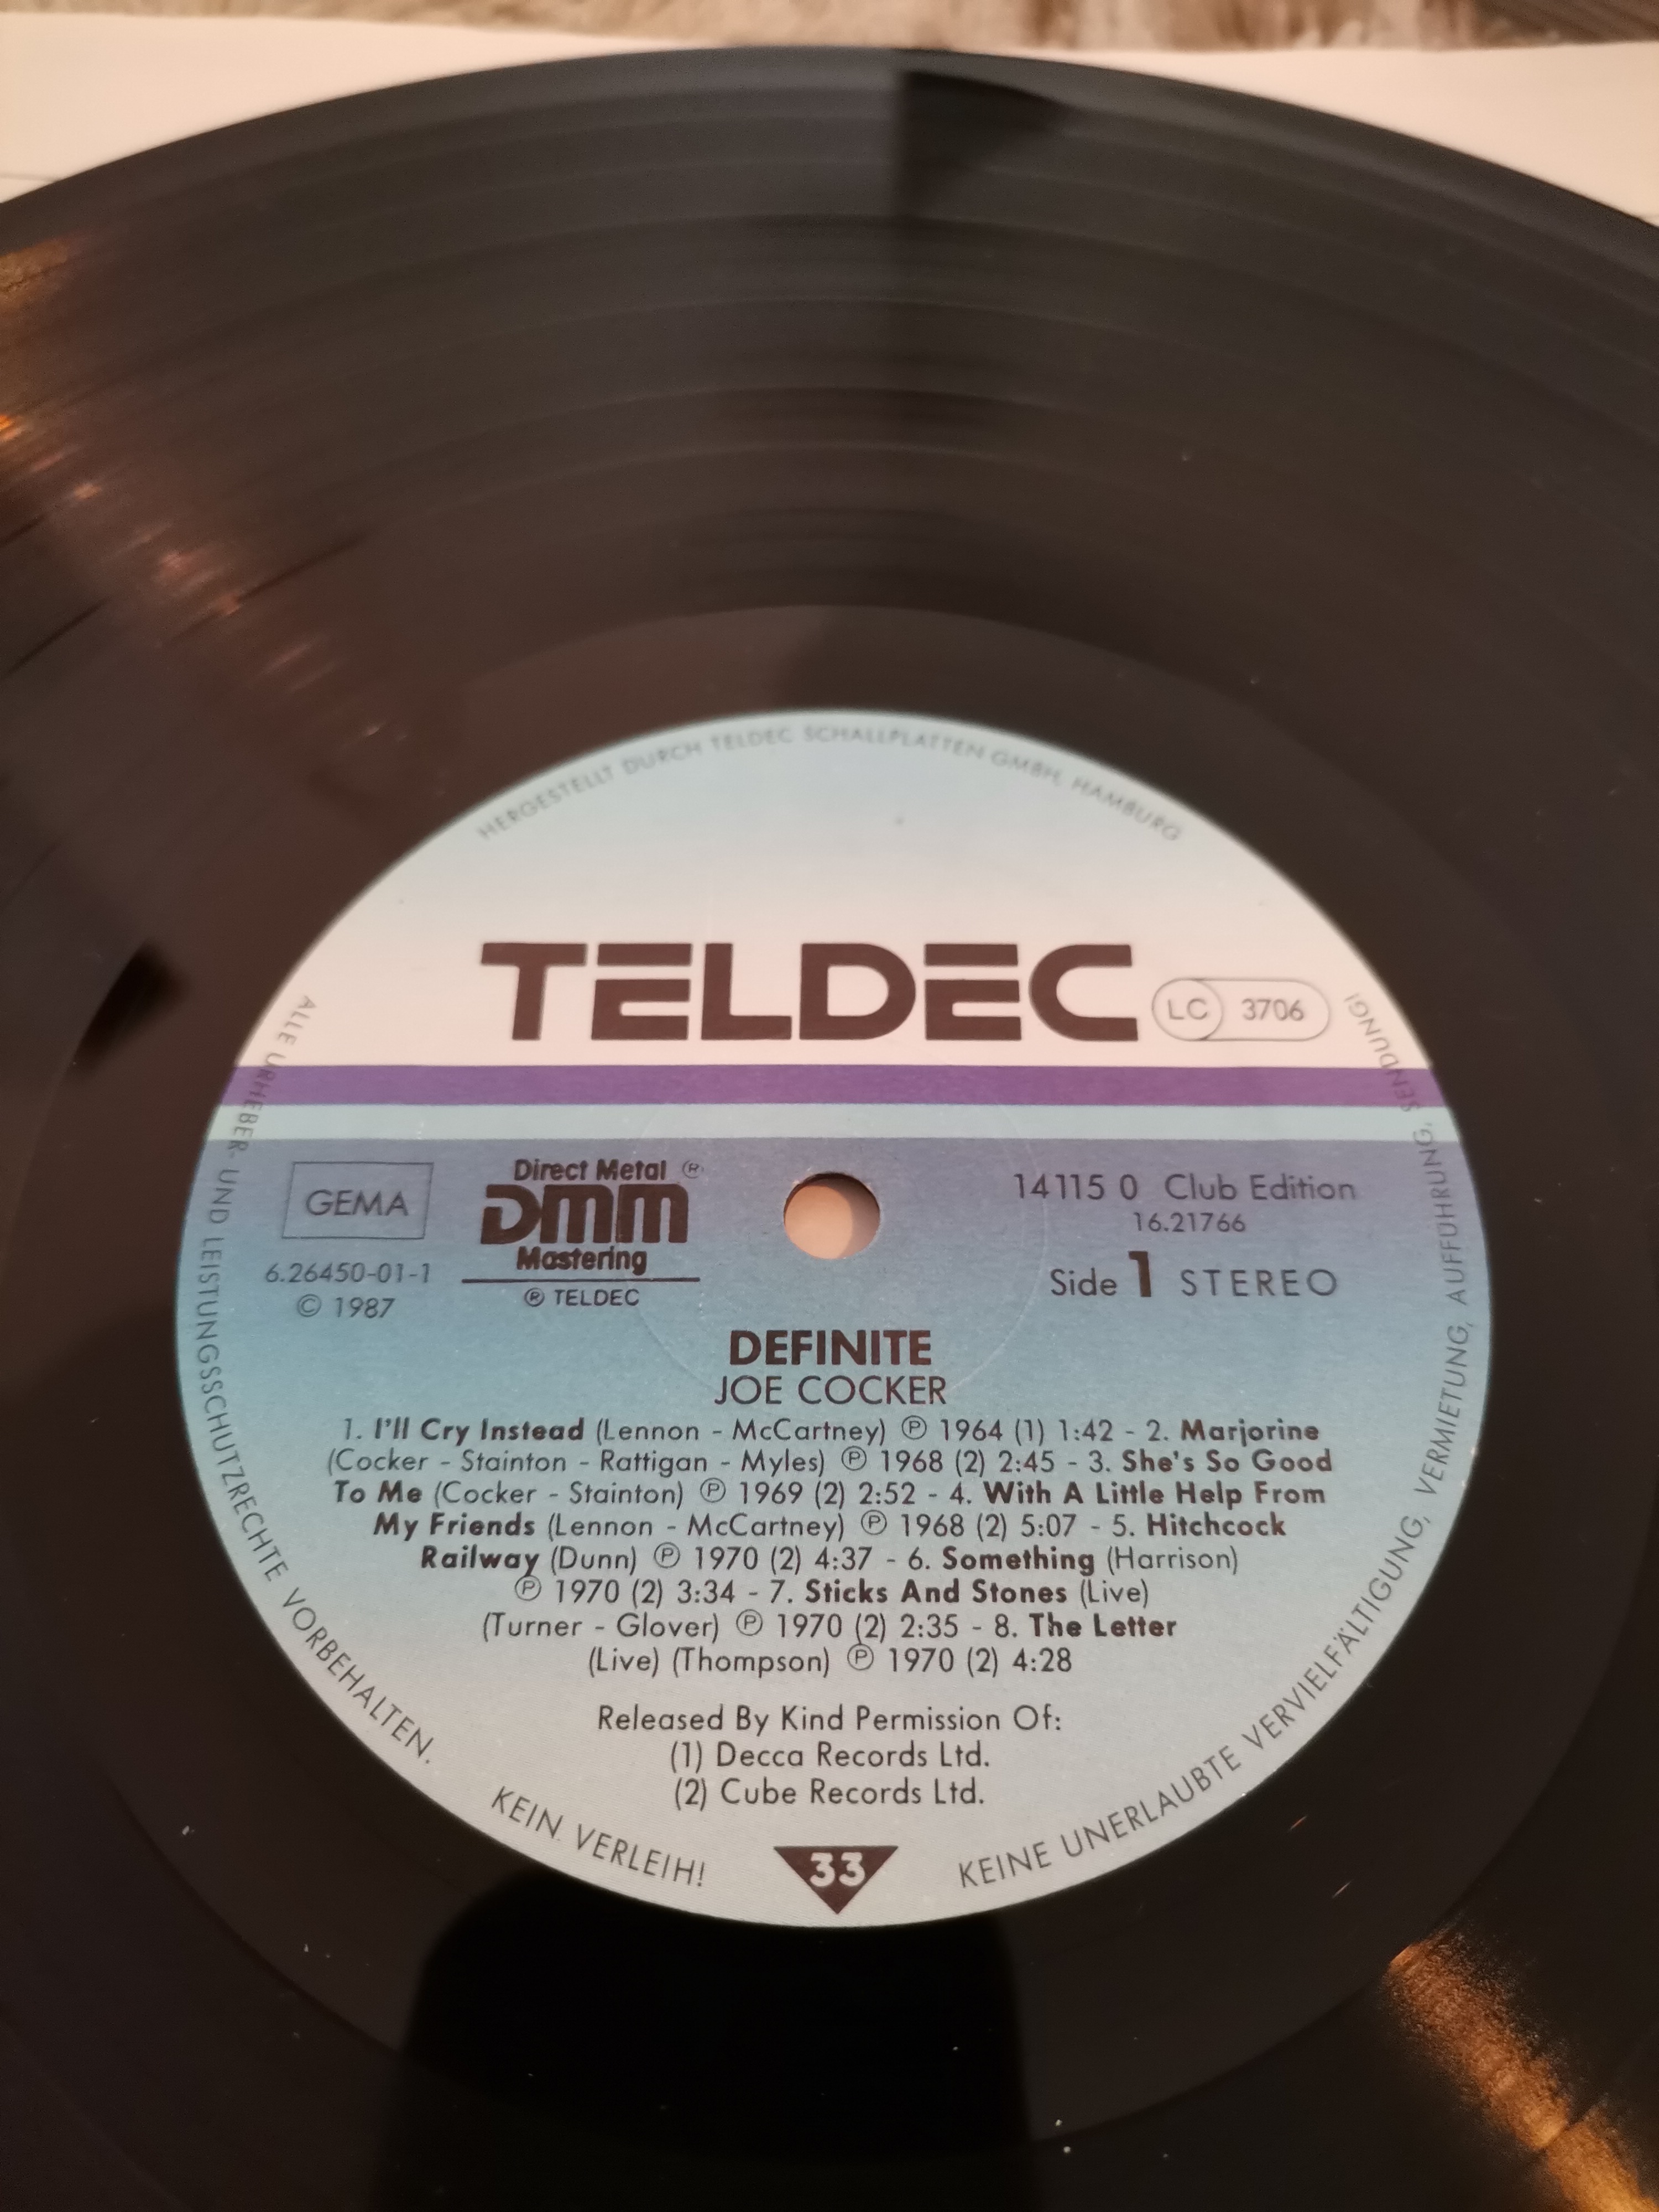 HERGESTELLT DURCH TELDEC SCHALLPLATTEN GMBH, HAMBURG
TELDEC
LC 3706
GEMA
Direct Metal ®
DMM
Mastering
® TELDEC
6.26450-01-1
© 1987
14115 0 Club Edition
16.21766
Side 1 STEREO
DEFINITE
JOE COCKER
1. I'll Cry Instead (Lennon - McCartney) ℗ 1964 (1) 1:42 - 2. Marjorine
(Cocker - Stainton - Rattigan - Myles) ℗ 1968 (2) 2:45 - 3. She's So Good
To Me (Cocker - Stainton) ℗ 1969 (2) 2:52 - 4. With A Little Help From
My Friends (Lennon - McCartney) ℗ 1968 (2) 5:07 - 5. Hitchcock
Railway (Dunn) ℗ 1970 (2) 4:37 - 6. Something (Harrison)
℗ 1970 (2) 3:34 - 7. Sticks And Stones (Live)
(Turner - Glover) ℗ 1970 (2) 2:35 - 8. The Letter
(Live) (Thompson) ℗ 1970 (2) 4:28
Released By Kind Permission Of:
(1) Decca Records Ltd.
(2) Cube Records Ltd.
33
ALLE URHEBER- UND LEISTUNGSSCHUTZRECHTE VORBEHALTEN.
KEIN VERLEIH!
KEINE UNERLAUBTE VERVIELFÄLTIGUNG, VERMIETUNG, AUFFÜHRUNG, SENDUNG!